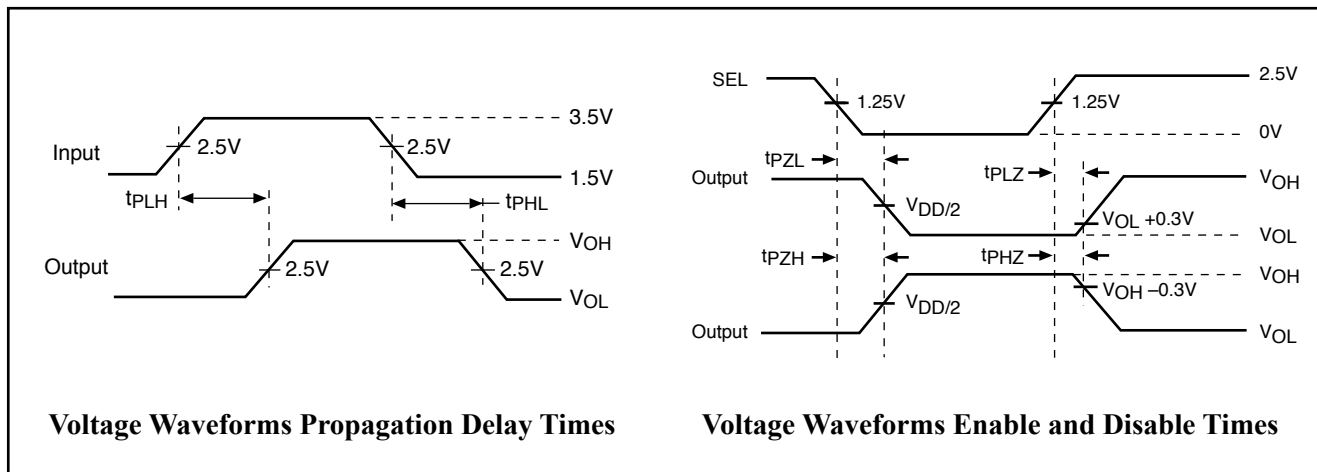 Input
2.5V
2.5V
3.5V
1.5V
tPLH
tPHL
Output
2.5V
2.5V
VOH
VOL
Voltage Waveforms Propagation Delay Times
SEL
1.25V
1.25V
2.5V
0V
tPZL
tPLZ
Output
VDD/2
VOL +0.3V
VOH
VOL
tPZH
tPHZ
Output
VDD/2
VOH –0.3V
VOH
VOL
Voltage Waveforms Enable and Disable Times